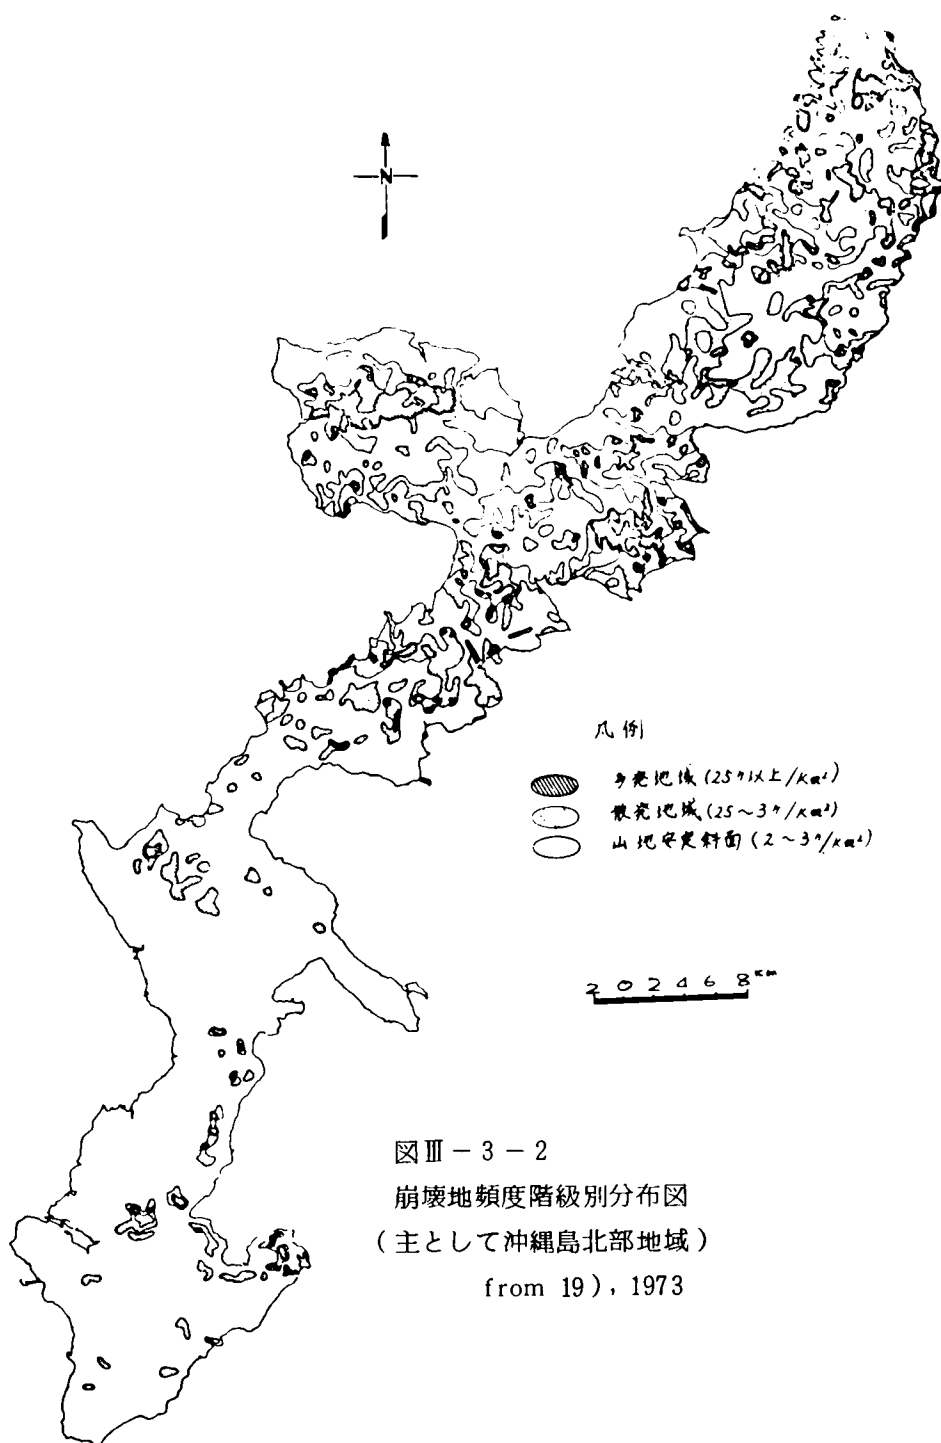 N
凡例
多発地域 (25ヶ以上/Km²)
散発地域 (25～3ヶ/Km²)
山地安定斜面 (2～3ヶ/Km²)
2 0 2 4 6 8 Km
図Ⅲ－3－2
崩壊地頻度階級別分布図
(主として沖縄島北部地域)
from 19), 1973